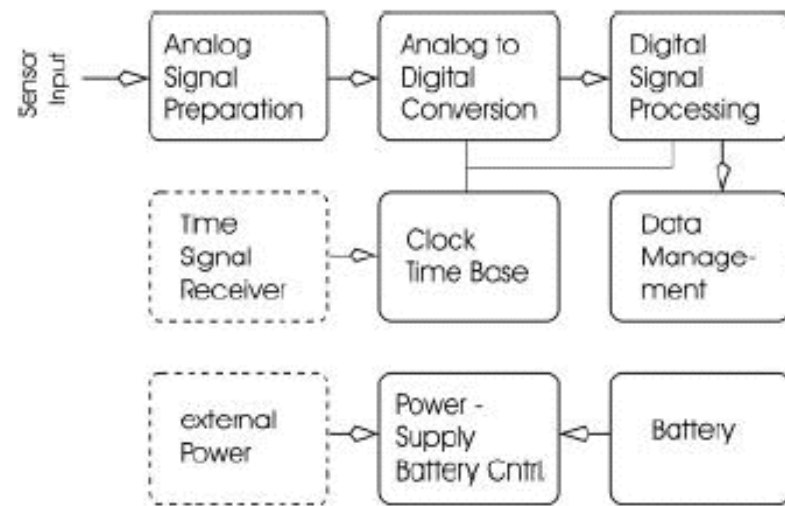 Sensor
Input
Analog
Signal
Preparation
Analog to
Digital
Conversion
Digital
Signal
Processing
Time
Signal
Receiver
Clock
Time Base
Data
Manage-
ment
external
Power
Power -
Supply
Battery Cntrl.
Battery